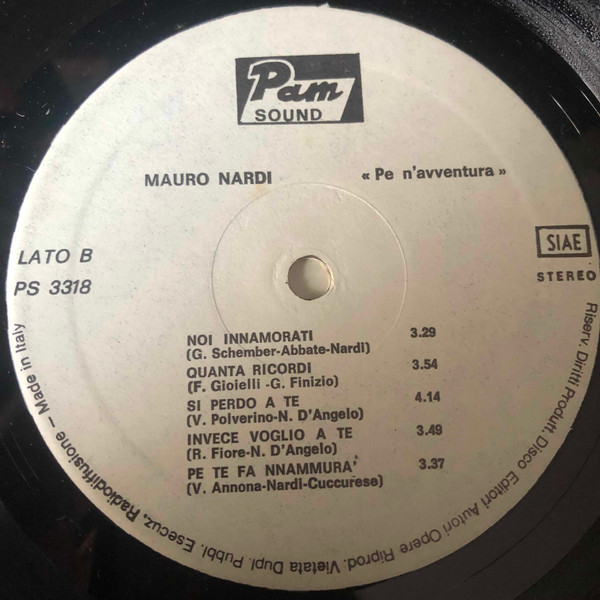 Pam
SOUND
MAURO NARDI « Pe n'avventura »
LATO B
PS 3318
SIAE
STEREO
NOI INNAMORATI 3.29
(G. Schember-Abbate-Nardi)
QUANTA RICORDI 3.54
(F. Gioielli -G. Finizio)
SI PERDO A TE 4.14
(V. Polverino-N. D'Angelo)
INVECE VOGLIO A TE 3.49
(R. Fiore-N. D'Angelo)
PE TE FA NNAMMURA' 3.37
(V. Annona-Nardi-Cuccurese)
Riserv. Diritti Produtt. Disco Editori Autori Opere Riprod. Vietata Dupl. Pubbl. Esecuz. Radiodiffusione - Made in Italy